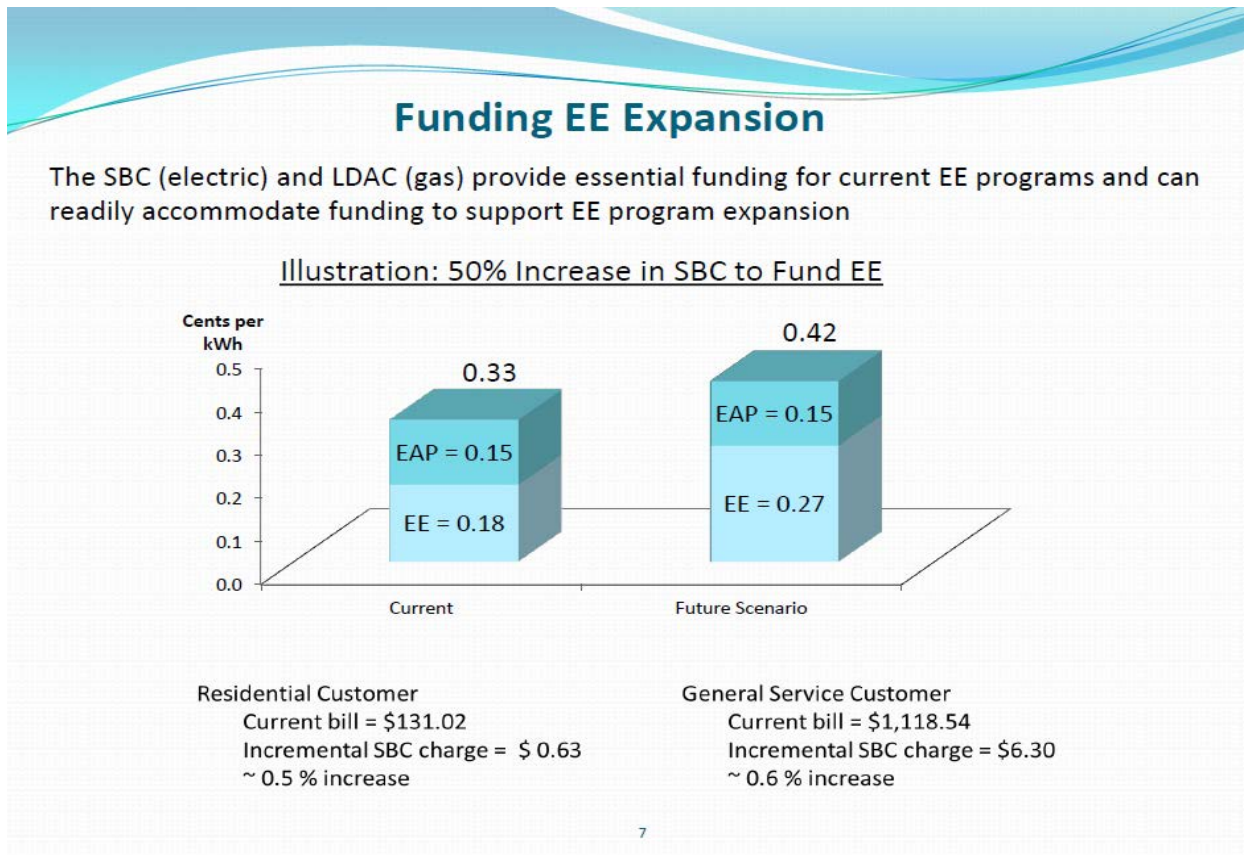 Funding EE Expansion
The SBC (electric) and LDAC (gas) provide essential funding for current EE programs and can
readily accommodate funding to support EE program expansion
Illustration: 50% Increase in SBC to Fund EE
Cents per
kWh
0.5
0.4
0.3
0.2
0.1
0.0
0.33
EAP = 0.15
EE = 0.18
0.42
EAP = 0.15
EE = 0.27
Current
Future Scenario
Residential Customer
Current bill = $131.02
Incremental SBC charge = $ 0.63
~ 0.5 % increase
General Service Customer
Current bill = $1,118.54
Incremental SBC charge = $6.30
~ 0.6 % increase
7